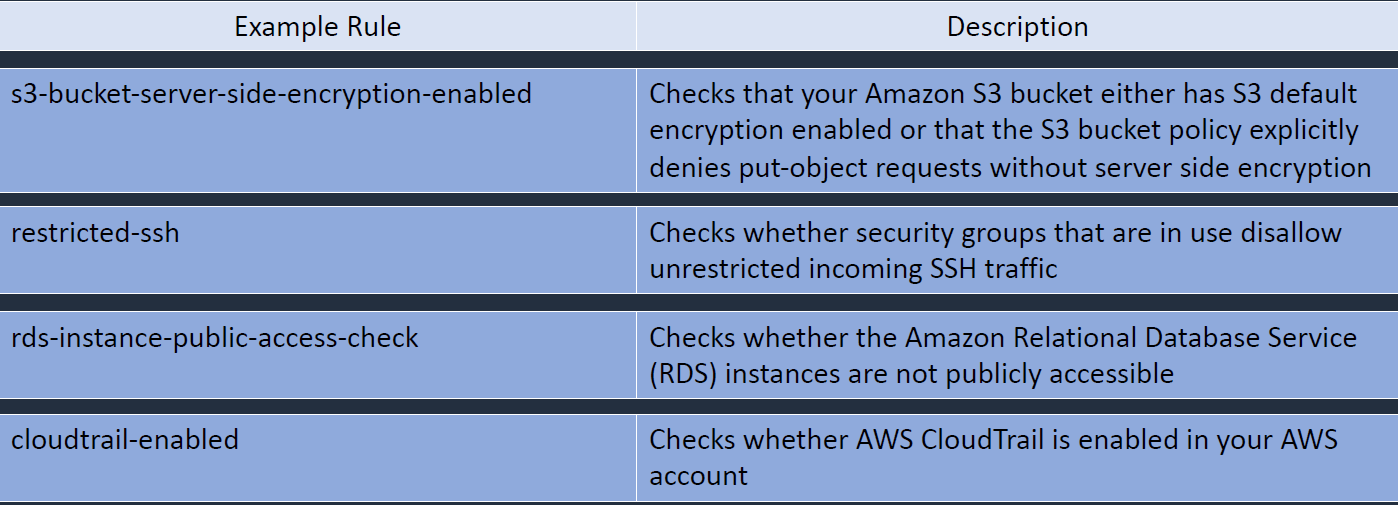 Example Rule
Description
s3-bucket-server-side-encryption-enabled
Checks that your Amazon S3 bucket either has S3 default
encryption enabled or that the S3 bucket policy explicitly
denies put-object requests without server side encryption
restricted-ssh
Checks whether security groups that are in use disallow
unrestricted incoming SSH traffic
rds-instance-public-access-check
Checks whether the Amazon Relational Database Service
(RDS) instances are not publicly accessible
cloudtrail-enabled
Checks whether AWS CloudTrail is enabled in your AWS
account